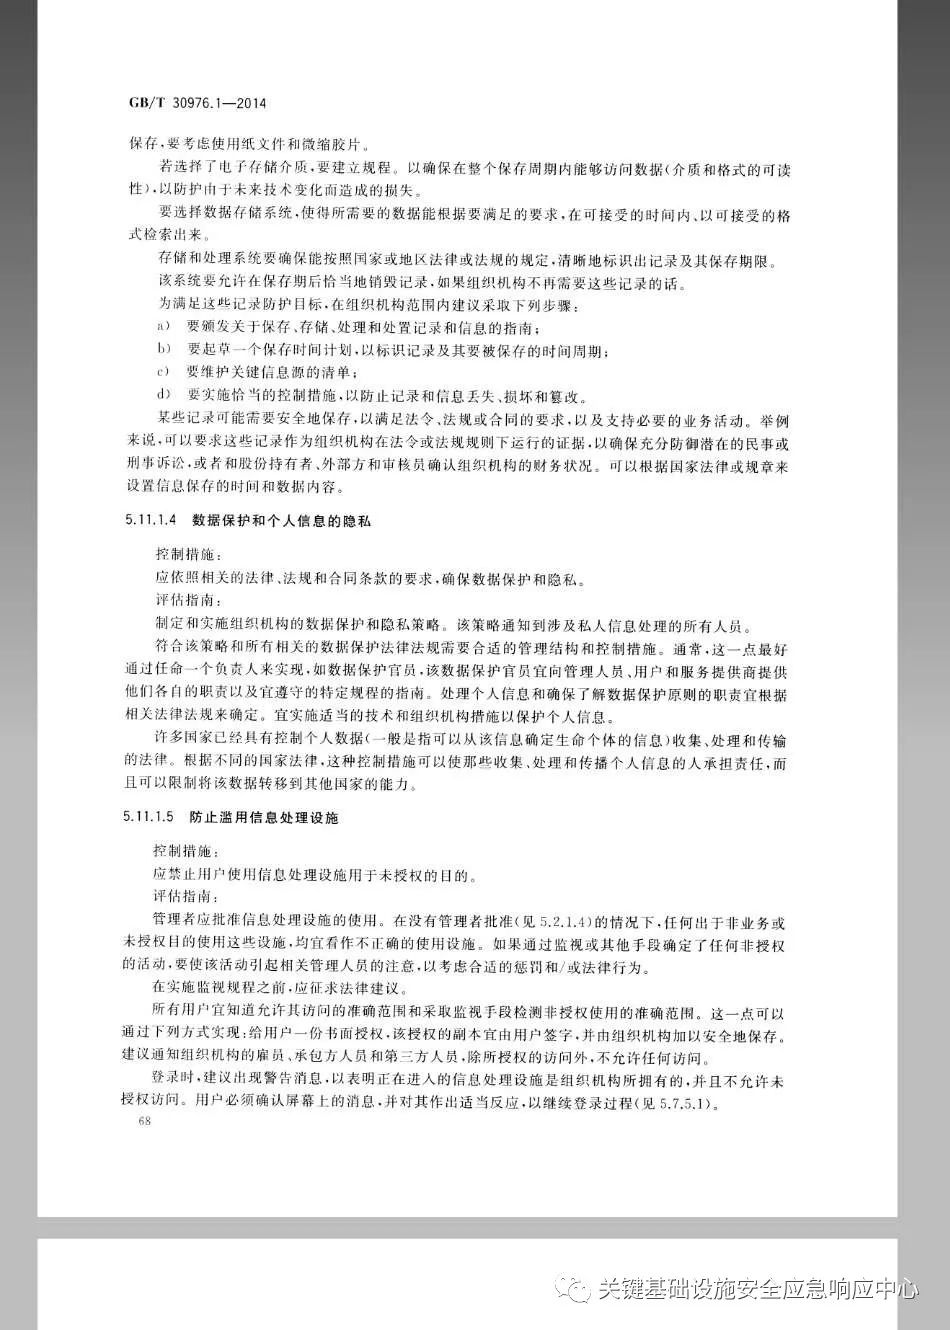 GB/T 30976.1—2014
保存,要考虑使用纸文件和微缩胶片。
若选择了电子存储介质,要建立规程。以确保在整个保存周期内能够访问数据(介质和格式的可读
性),以防护由于未来技术变化而造成的损失。
要选择数据存储系统,使得所需要的数据能根据要满足的要求,在可接受的时间内、以可接受的格
式检索出来。
存储和处理系统要确保能按照国家或地区法律或法规的规定,清晰地标识出记录及其保存期限。
该系统要允许在保存期后恰当地销毁记录,如果组织机构不再需要这些记录的话。
为满足这些记录防护目标,在组织机构范围内建议采取下列步骤:
a) 要颁发关于保存、存储、处理和处置记录和信息的指南;
b) 要起草一个保存时间计划,以标识记录及其要被保存的时间周期;
c) 要维护关键信息源的清单;
d) 要实施恰当的控制措施,以防止记录和信息丢失、损坏和篡改。
某些记录可能需要安全地保存,以满足法令、法规或合同的要求,以及支持必要的业务活动。举例
来说,可以要求这些记录作为组织机构在法令或法规规则下运行的证据,以确保充分防御潜在的民事或
刑事诉讼,或者和股份持有者、外部方和审核员确认组织机构的财务状况。可以根据国家法律或规章来
设置信息保存的时间和数据内容。
5.11.1.4 数据保护和个人信息的隐私
控制措施:
应依照相关的法律、法规和合同条款的要求,确保数据保护和隐私。
评估指南:
制定和实施组织机构的数据保护和隐私策略。该策略通知到涉及私人信息处理的所有人员。
符合该策略和所有相关的数据保护法律法规需要合适的管理结构和控制措施。通常,这一点最好
通过任命一个负责人来实现,如数据保护官员,该数据保护官员宜向管理人员、用户和服务提供商提供
他们各自的职责以及宜遵守的特定规程的指南。处理个人信息和确保了解数据保护原则的职责宜根据
相关法律法规来确定。宜实施适当的技术和组织机构措施以保护个人信息。
许多国家已经具有控制个人数据(一般是指可以从该信息确定生命个体的信息)收集、处理和传输
的法律。根据不同的国家法律,这种控制措施可以使那些收集、处理和传播个人信息的人承担责任,而
且可以限制将该数据转移到其他国家的能力。
5.11.1.5 防止滥用信息处理设施
控制措施:
应禁止用户使用信息处理设施用于未授权的目的。
评估指南:
管理者应批准信息处理设施的使用。在没有管理者批准(见 5.2.1.4)的情况下,任何出于非业务或
未授权目的使用这些设施,均宜看作不正确的使用设施。如果通过监视或其他手段确定了任何非授权
的活动,要使该活动引起相关管理人员的注意,以考虑合适的惩罚和/或法律行为。
在实施监视规程之前,应征求法律建议。
所有用户宜知道允许其访问的准确范围和采取监视手段检测非授权使用的准确范围。这一点可以
通过下列方式实现:给用户一份书面授权,该授权的副本宜由用户签字,并由组织机构加以安全地保存。
建议通知组织机构的雇员、承包方人员和第三方人员,除所授权的访问外,不允许任何访问。
登录时,建议出现警告消息,以表明正在进入的信息处理设施是组织机构所拥有的,并且不允许未
授权访问。用户必须确认屏幕上的消息,并对其作出适当反应,以继续登录过程(见 5.7.5.1)。
68
关键基础设施安全应急响应中心